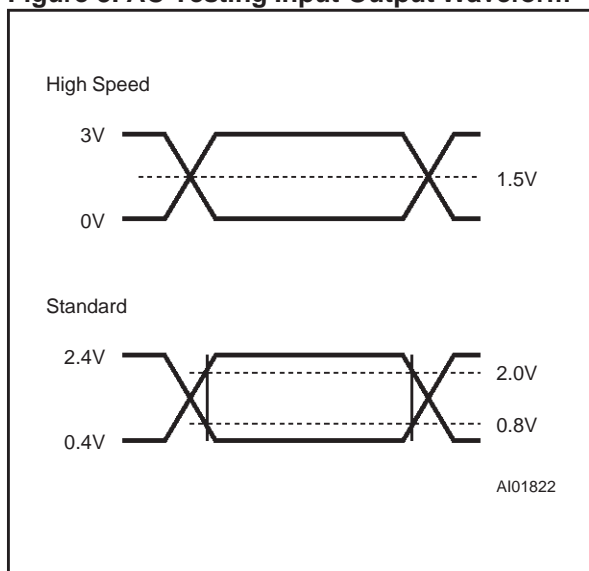 Figure 3. AC Testing Input Output Waveform
High Speed
3V
1.5V
0V
Standard
2.4V
2.0V
0.8V
0.4V
AI01822